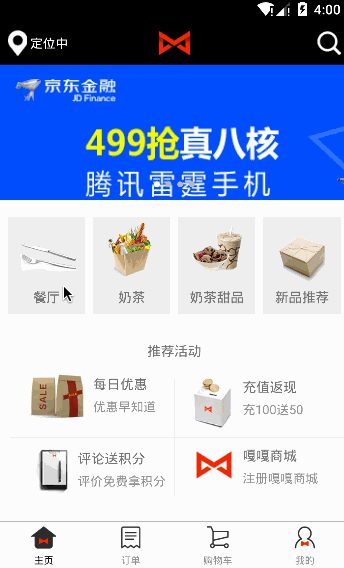 4:00
定位中
京东金融
JD Finance
499抢真八核
腾讯雷霆手机
餐厅
奶茶
奶茶甜品
新品推荐
推荐活动
SALE
每日优惠
优惠早知道
充值返现
充100送50
评论送积分
评价免费拿积分
嘎嘎商城
注册嘎嘎商城
主页
订单
购物车
我的